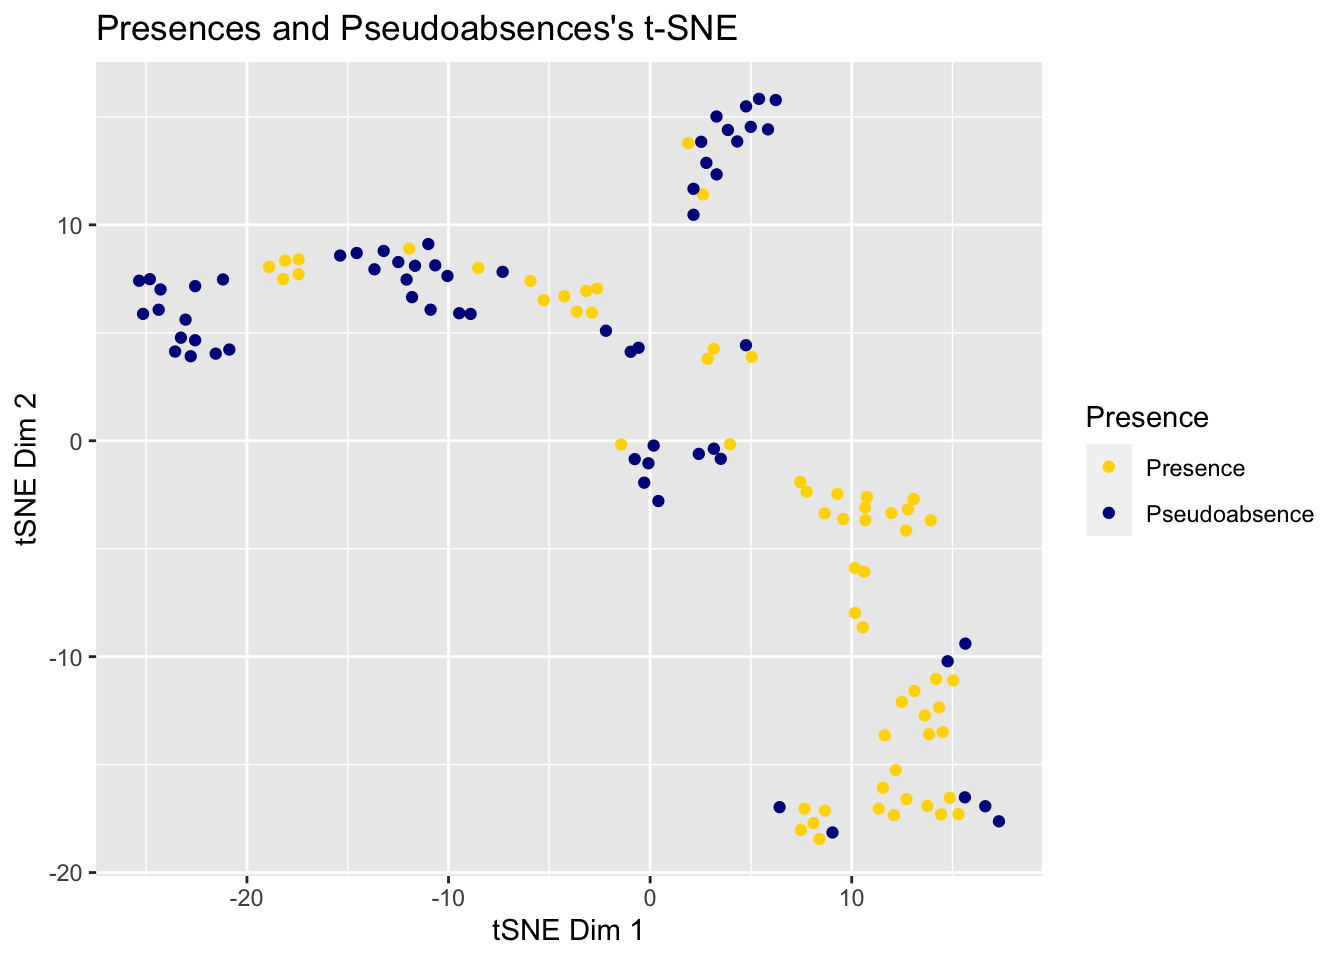 Presences and Pseudoabsences's t-SNE
tSNE Dim 2
10
0
-10
-20
-20
-10
0
10
tSNE Dim 1
Presence
Presence
Pseudoabsence